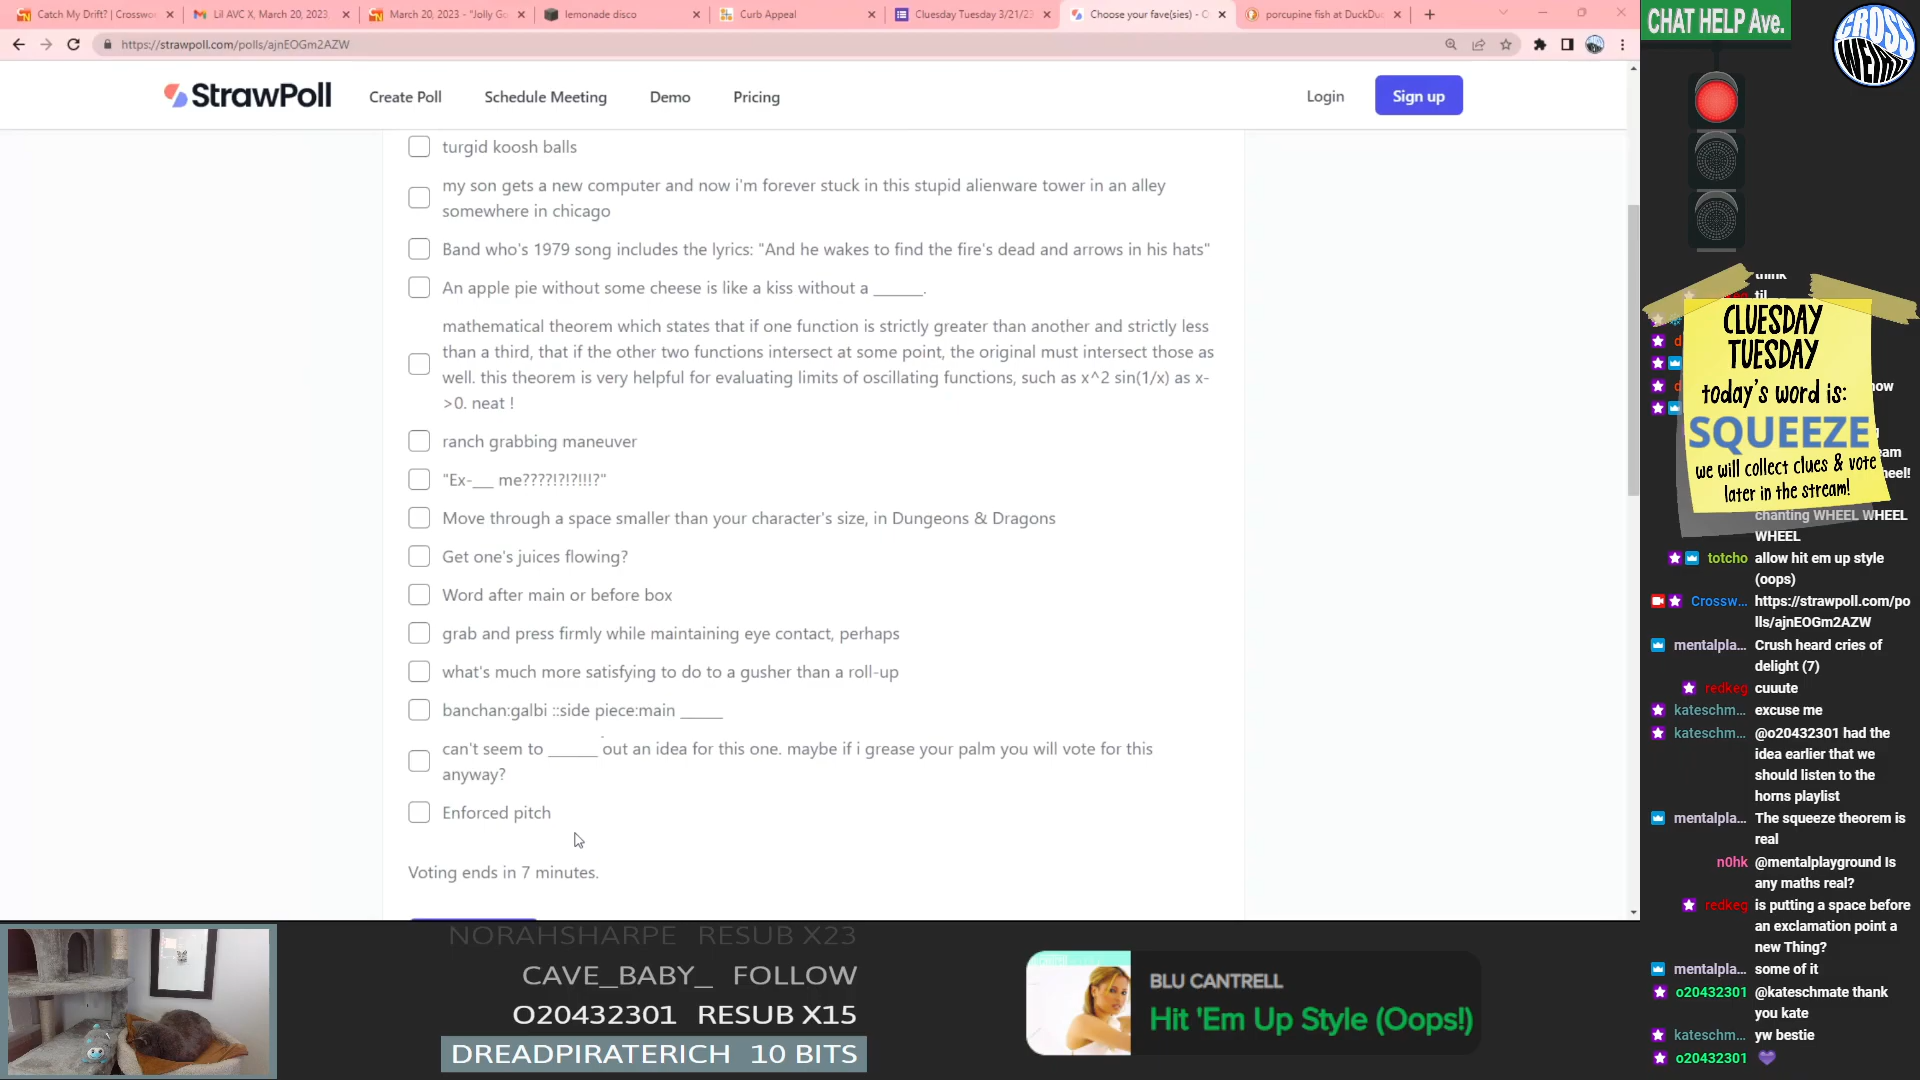 Catch My Drift? | Crosswo
Lil AVC X, March 20, 2023
March 20, 2023 - "Jolly Go
lemonade disco
Curb Appeal
Cluesday Tuesday 3/21/23
Choose your fave(sies) -
porcupine fish at DuckDuc
https://strawpoll.com/polls/ajnEOGm2AZW
StrawPoll
Create Poll
Schedule Meeting
Demo
Pricing
Login
Sign up
turgid koosh balls
my son gets a new computer and now i'm forever stuck in this stupid alienware tower in an alley
somewhere in chicago
Band who's 1979 song includes the lyrics: "And he wakes to find the fire's dead and arrows in his hats"
An apple pie without some cheese is like a kiss without a ______.
mathematical theorem which states that if one function is strictly greater than another and strictly less
than a third, that if the other two functions intersect at some point, the original must intersect those as
well. this theorem is very helpful for evaluating limits of oscillating functions, such as x^2 sin(1/x) as x-
>0. neat !
ranch grabbing maneuver
"Ex-___ me????!?!?!!!?"
Move through a space smaller than your character's size, in Dungeons & Dragons
Get one's juices flowing?
Word after main or before box
grab and press firmly while maintaining eye contact, perhaps
what's much more satisfying to do to a gusher than a roll-up
banchan:galbi ::side piece:main _____
can't seem to ______ out an idea for this one. maybe if i grease your palm you will vote for this
anyway?
Enforced pitch
Voting ends in 7 minutes.
CHAT HELP Ave.
CROSS
WEIRD
think
redkeg til
CLUESDAY
TUESDAY
today's word is:
SQUEEZE
we will collect clues & vote
later in the stream!
chanting WHEEL WHEEL
WHEEL
totcho allow hit em up style
(oops)
Crossw... https://strawpoll.com/po
lls/ajnEOGm2AZW
mentalpla... Crush heard cries of
delight (7)
redkeg cuuute
kateschm... excuse me
kateschm... @o20432301 had the
idea earlier that we
should listen to the
horns playlist
mentalpla... The squeeze theorem is
real
n0hk @mentalplayground Is
any maths real?
redkeg is putting a space before
an exclamation point a
new Thing?
mentalpla... some of it
o20432301 @kateschmate thank
you kate
kateschm... yw bestie
o20432301
NORAHSHARPE RESUB X23
CAVE_BABY_ FOLLOW
O20432301 RESUB X15
DREADPIRATERICH 10 BITS
BLU CANTRELL
Hit 'Em Up Style (Oops!)